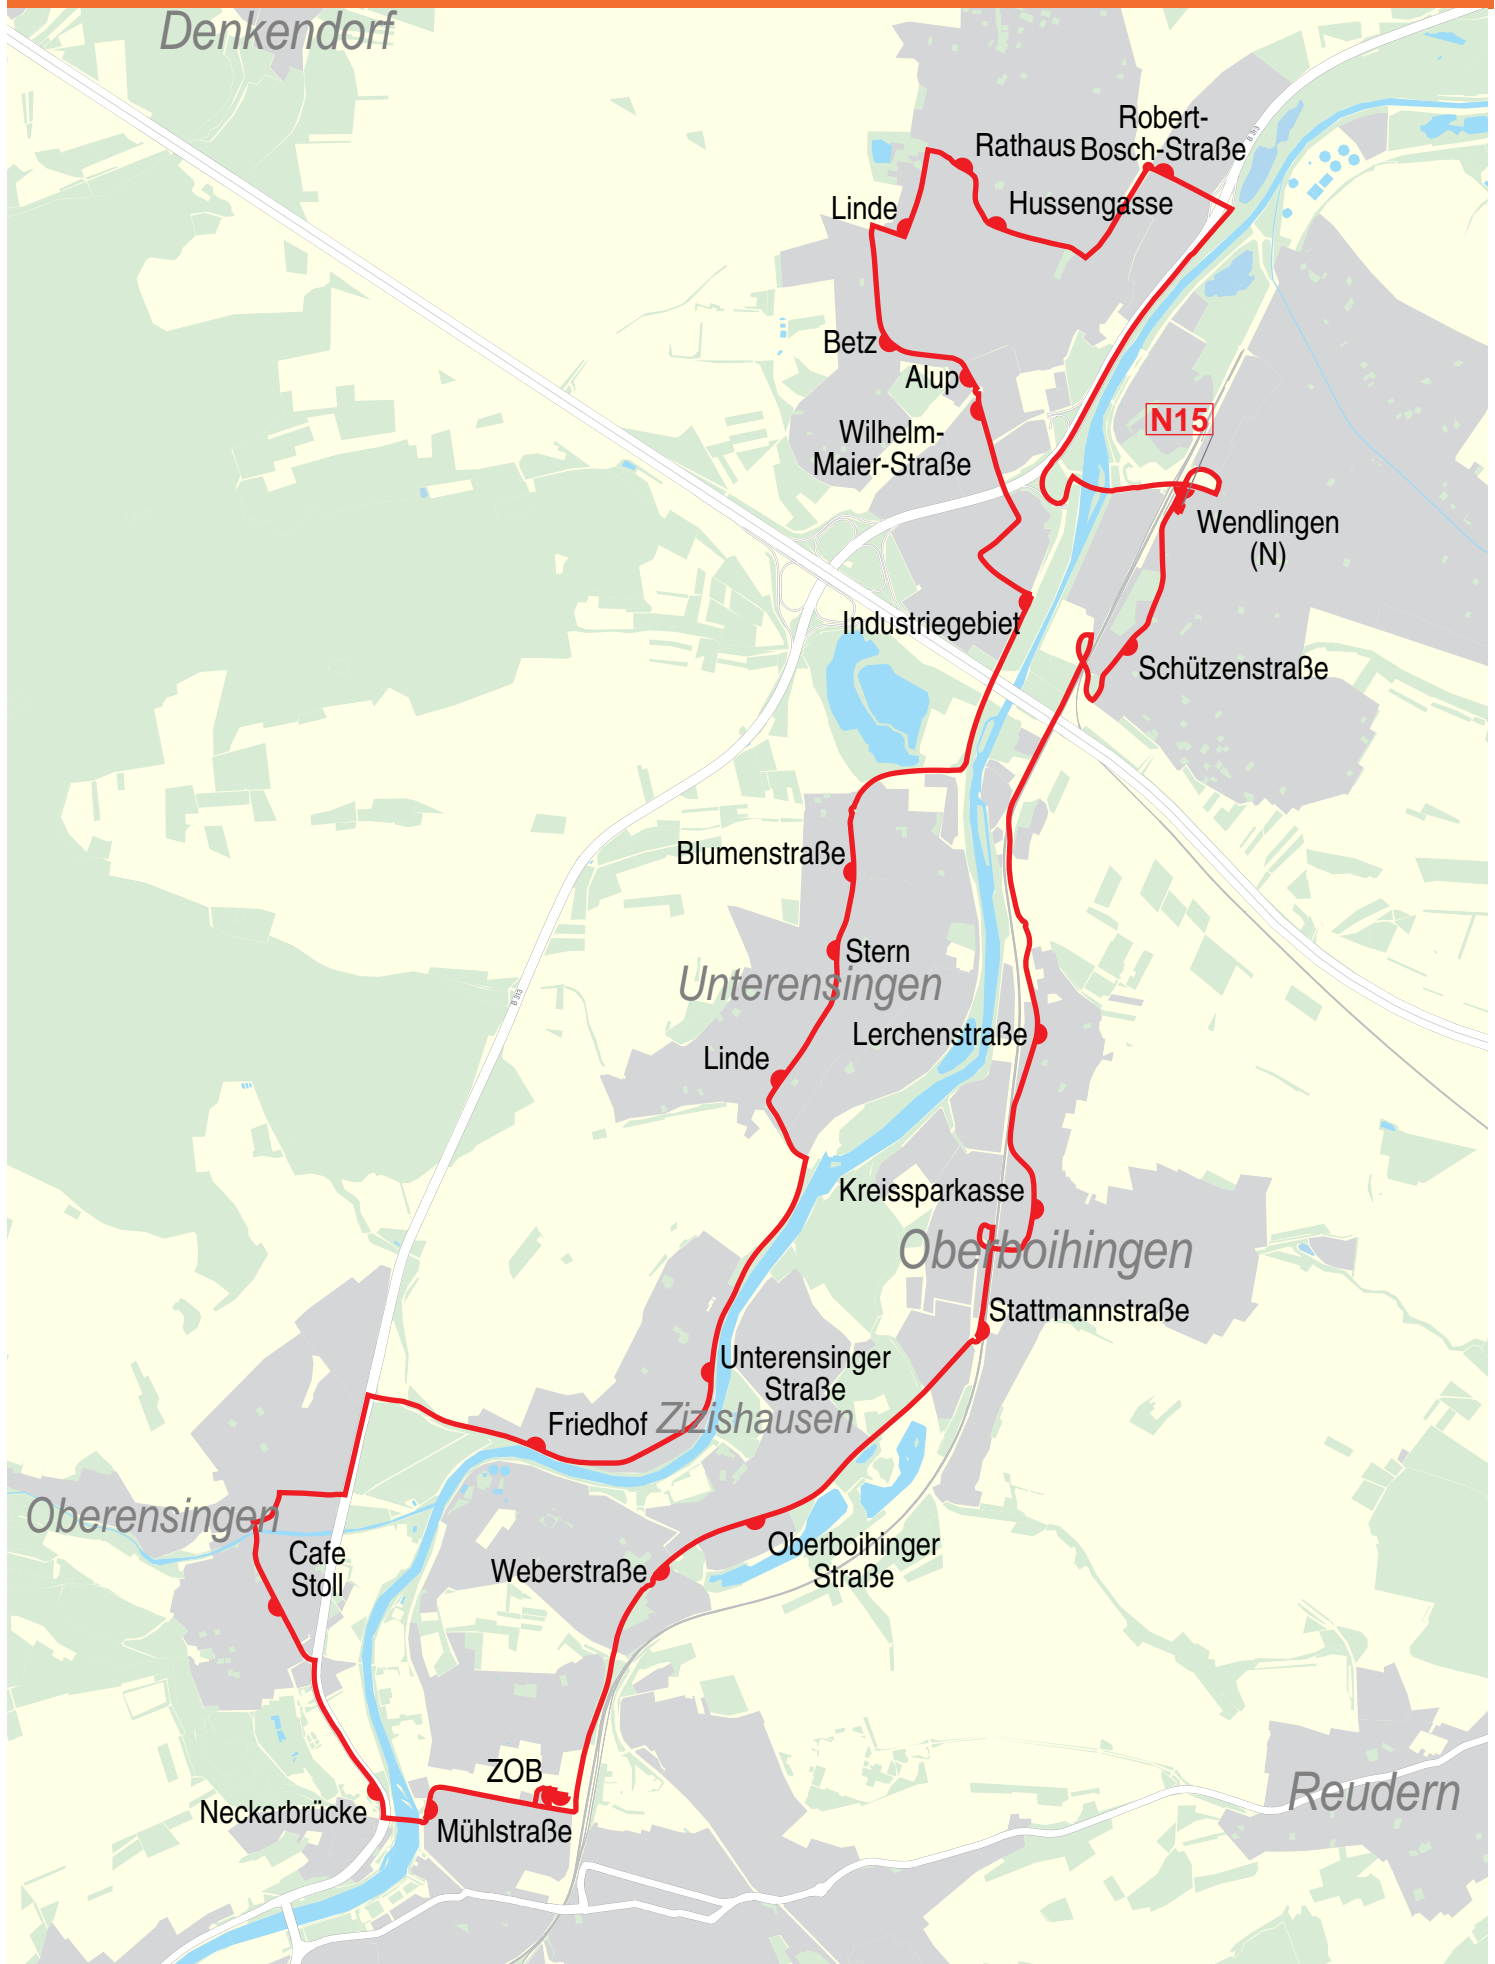 Denkendorf
Robert-
Bosch-Straße
Rathaus
Hussengasse
Linde
B 313
Betz
Alup
N15
Wilhelm-
Maier-Straße
Wendlingen
(N)
Industriegebiet
Schützenstraße
Blumenstraße
Stern
Unterensingen
B 313
Lerchenstraße
Linde
Kreissparkasse
Oberboihingen
Stattmannstraße
Unterensinger
Straße
Friedhof
Zizishausen
Oberensingen
Cafe
Stoll
Oberboihinger
Straße
Weberstraße
ZOB
Neckarbrücke
Mühlstraße
Reudern